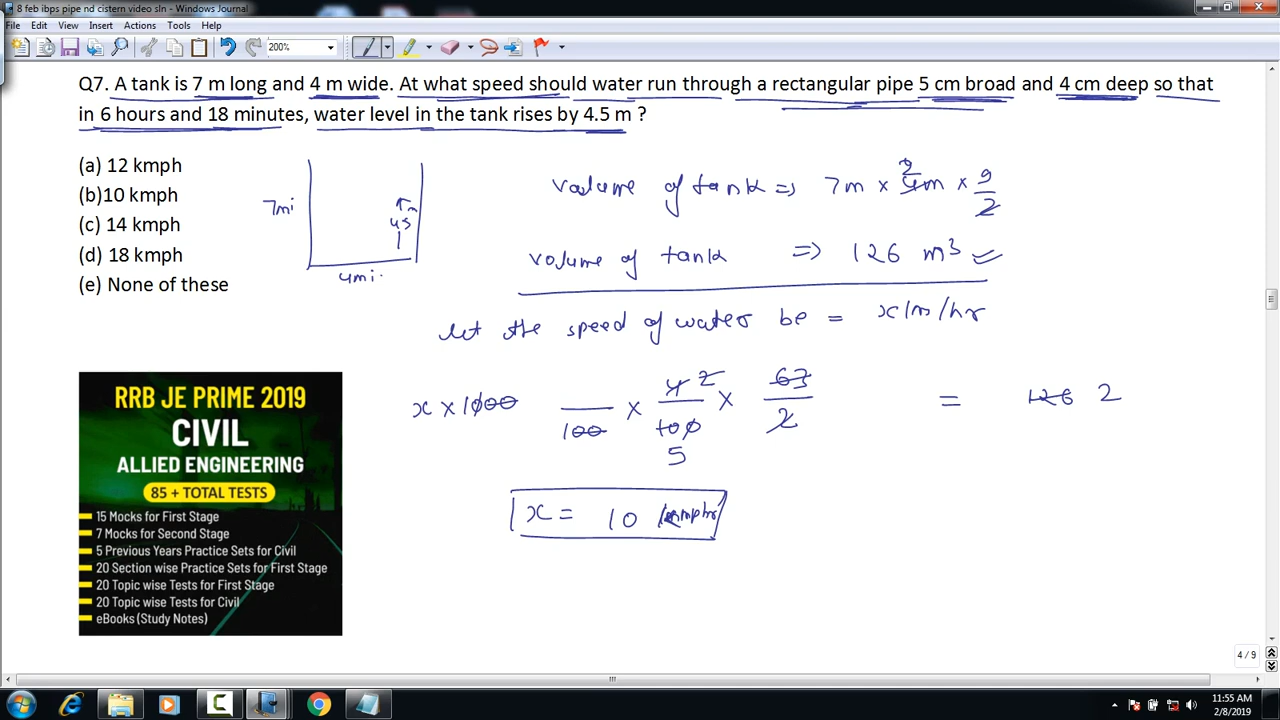 8 feb ibps pipe nd cistern video sln - Windows Journal
File Edit View Insert Actions Tools Help
200%
Q7. A tank is 7 m long and 4 m wide. At what speed should water run through a rectangular pipe 5 cm broad and 4 cm deep so that
in 6 hours and 18 minutes, water level in the tank rises by 4.5 m ?
(a) 12 kmph
(b)10 kmph
(c) 14 kmph
(d) 18 kmph
(e) None of these
7m
4m
volume of tank ⇒ 7m × 4m × 9/2
2
volume of tank ⇒ 126 m³
let the speed of water be = x km/hr
x × 1000 /100 × 4/100 × 63/2 = 126 2
2
5
x = 10 kmphr
RRB JE PRIME 2019
CIVIL
ALLIED ENGINEERING
85 + TOTAL TESTS
15 Mocks for First Stage
7 Mocks for Second Stage
5 Previous Years Practice Sets for Civil
20 Section wise Practice Sets for First Stage
20 Topic wise Tests for First Stage
20 Topic wise Tests for Civil
eBooks (Study Notes)
4 / 9
11:55 AM
2/8/2019